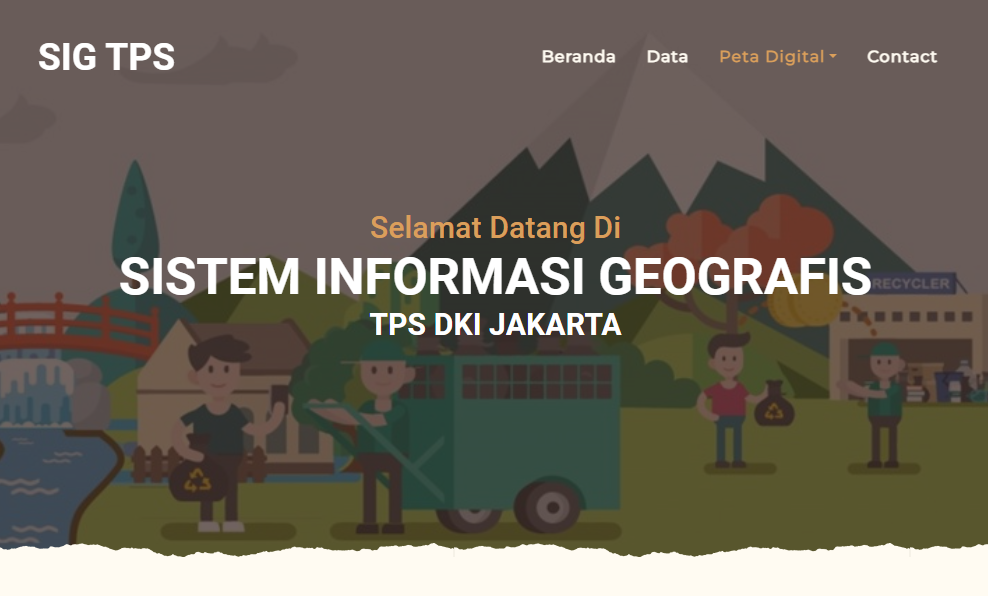 SIG TPS
Beranda Data Peta Digital Contact
Selamat Datang Di
SISTEM INFORMASI GEOGRAFIS
RECYCLER
TPS DKI JAKARTA